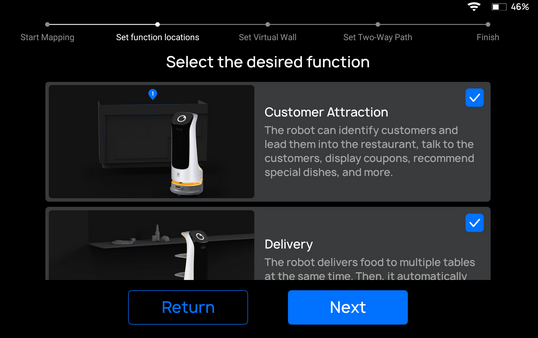 46%
Start Mapping
Set function locations
Set Virtual Wall
Set Two-Way Path
Finish
Select the desired function
1
Customer Attraction
The robot can identify customers and
lead them into the restaurant, talk to the
customers, display coupons, recommend
special dishes, and more.
Delivery
The robot delivers food to multiple tables
at the same time. Then, it automatically
Return
Next